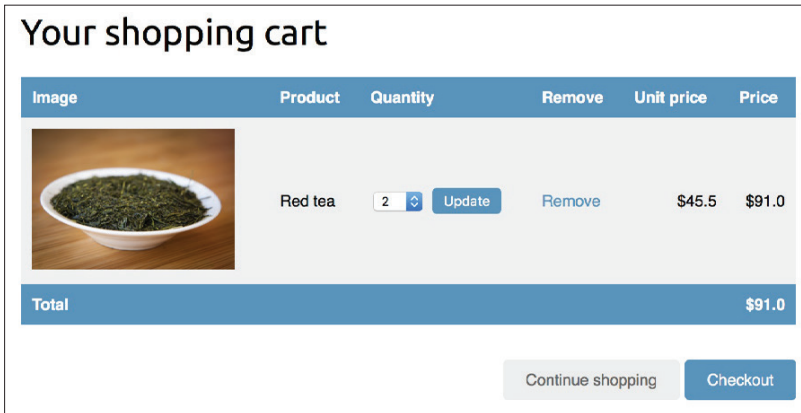 Your shopping cart
Image Product Quantity Remove Unit price Price
Red tea 2 Update Remove $45.5 $91.0
Total $91.0
Continue shopping Checkout